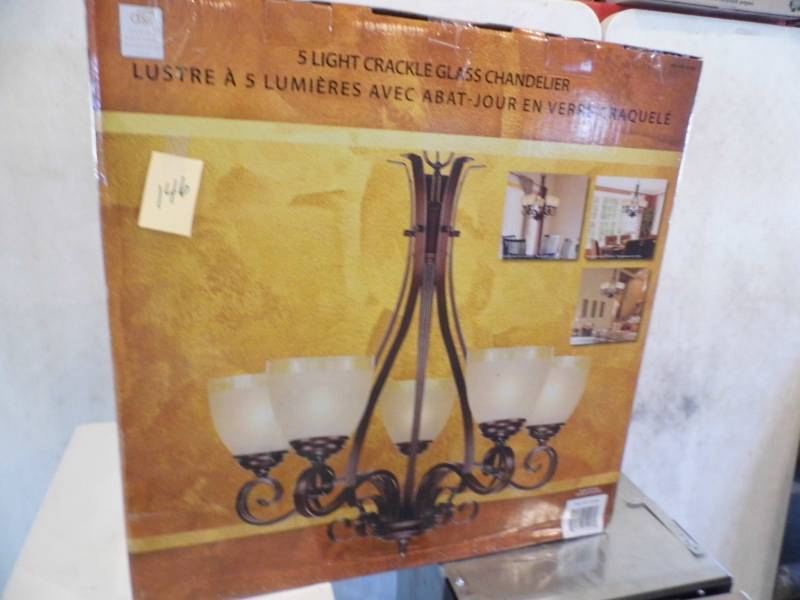 5 LIGHT CRACKLE GLASS CHANDELIER
LUSTRE À 5 LUMIÈRES AVEC ABAT-JOUR EN VERRE CRAQUELÉ
146